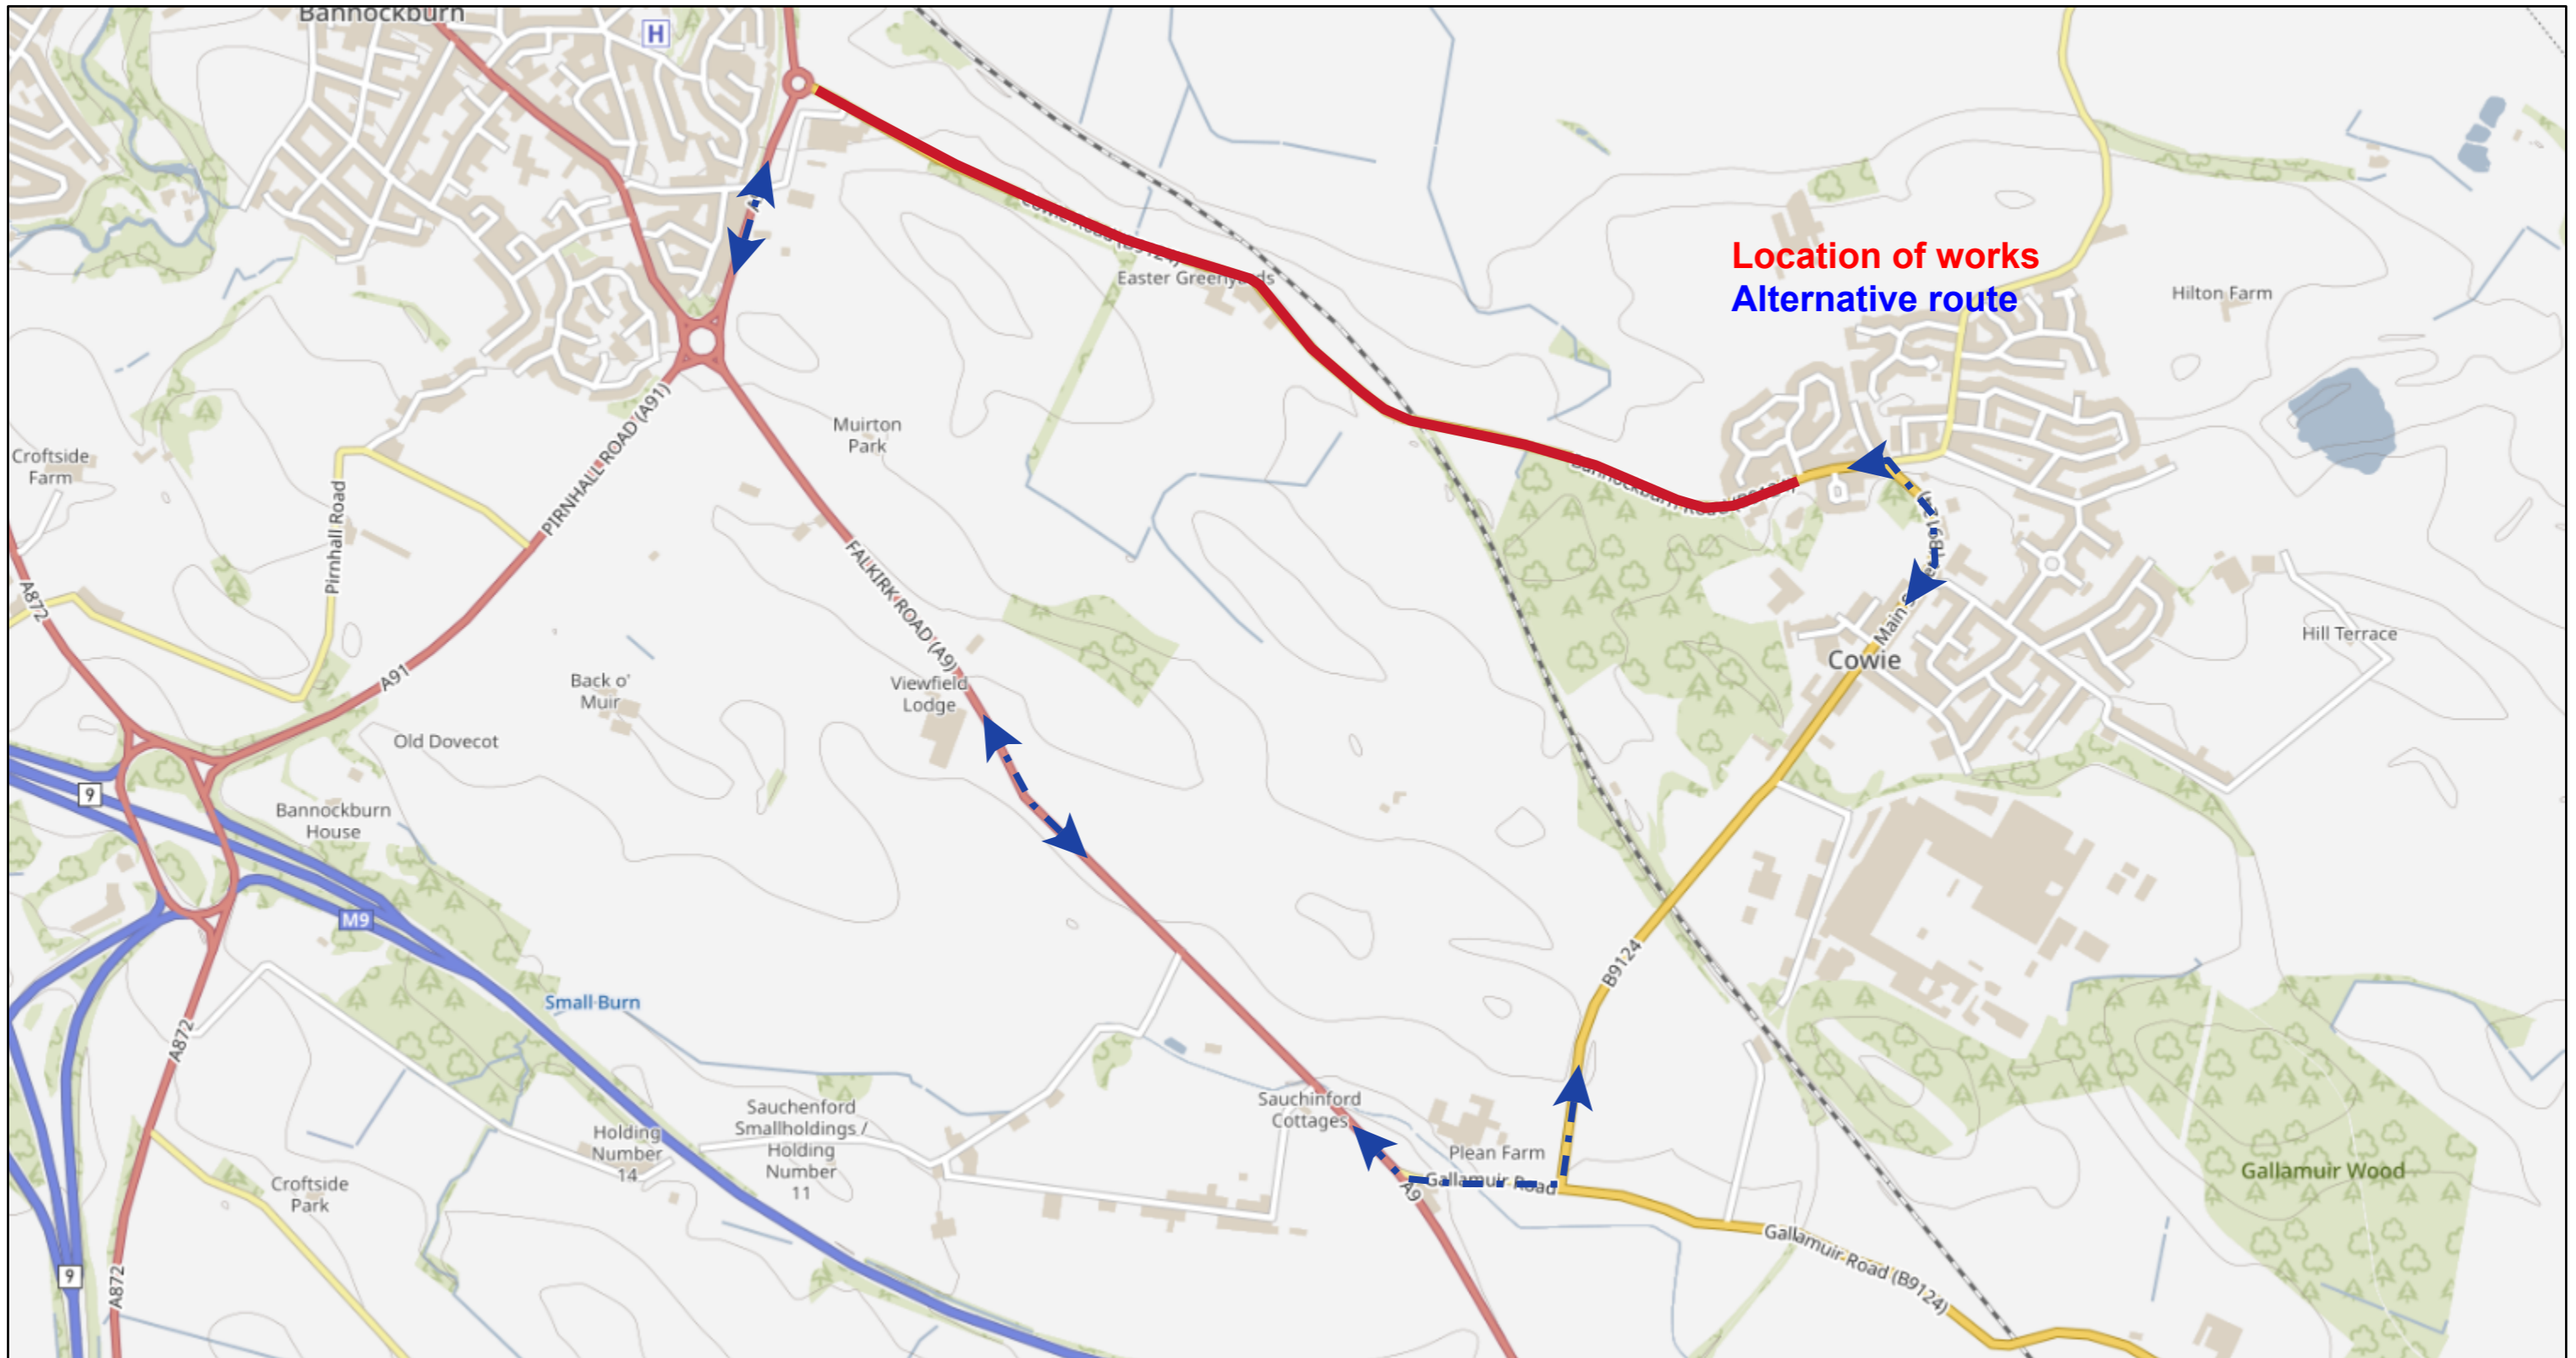 Bannockburn
H
Location of works
Alternative route
Easter Greenyards
Hilton Farm
Croftside
Farm
Muirton
Park
Pirnhall Road
PIRNHALL ROAD (A91)
FALKIRK ROAD (A9)
A872
A91
Back o'
Muir
Viewfield
Lodge
Old Dovecot
Main
Cowie
Hill Terrace
9
Bannockburn
House
M9
B9124
Small Burn
A872
Sauchinford
Cottages
Sauchenford
Smallholdings /
Holding
Number
11
Holding
Number
14
Plean Farm
Gallamuir Road
A9
Croftside
Park
Gallamuir Wood
Gallamuir Road (B9124)
9
A872